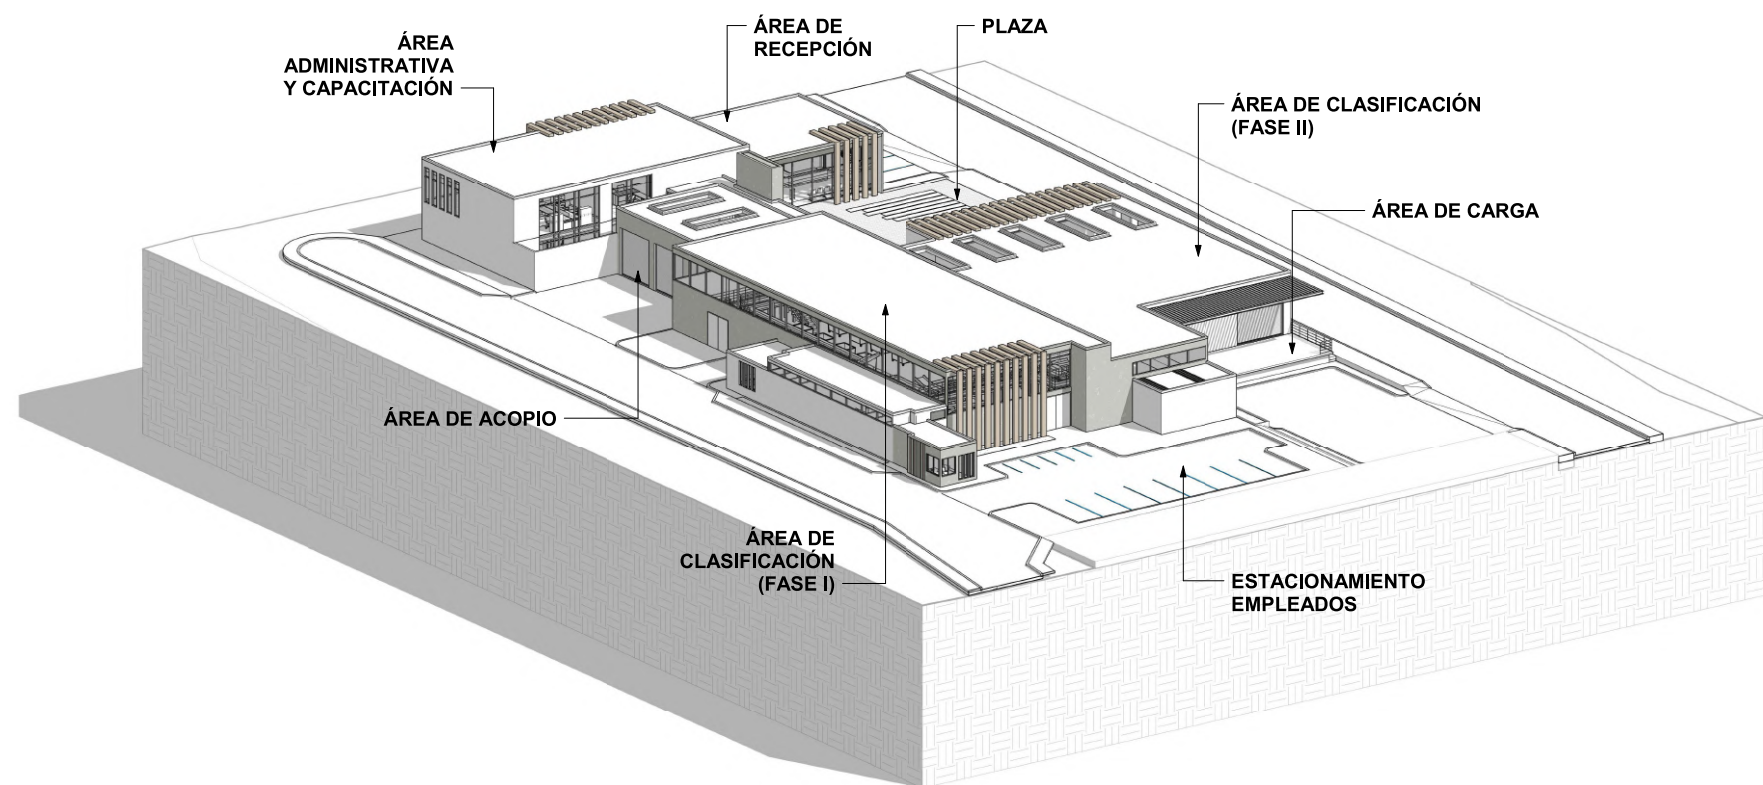 ÁREA
ADMINISTRATIVA
Y CAPACITACIÓN
ÁREA DE
RECEPCIÓN
PLAZA
ÁREA DE CLASIFICACIÓN
(FASE II)
ÁREA DE CARGA
ÁREA DE ACOPIO
ÁREA DE
CLASIFICACIÓN
(FASE I)
ESTACIONAMIENTO
EMPLEADOS